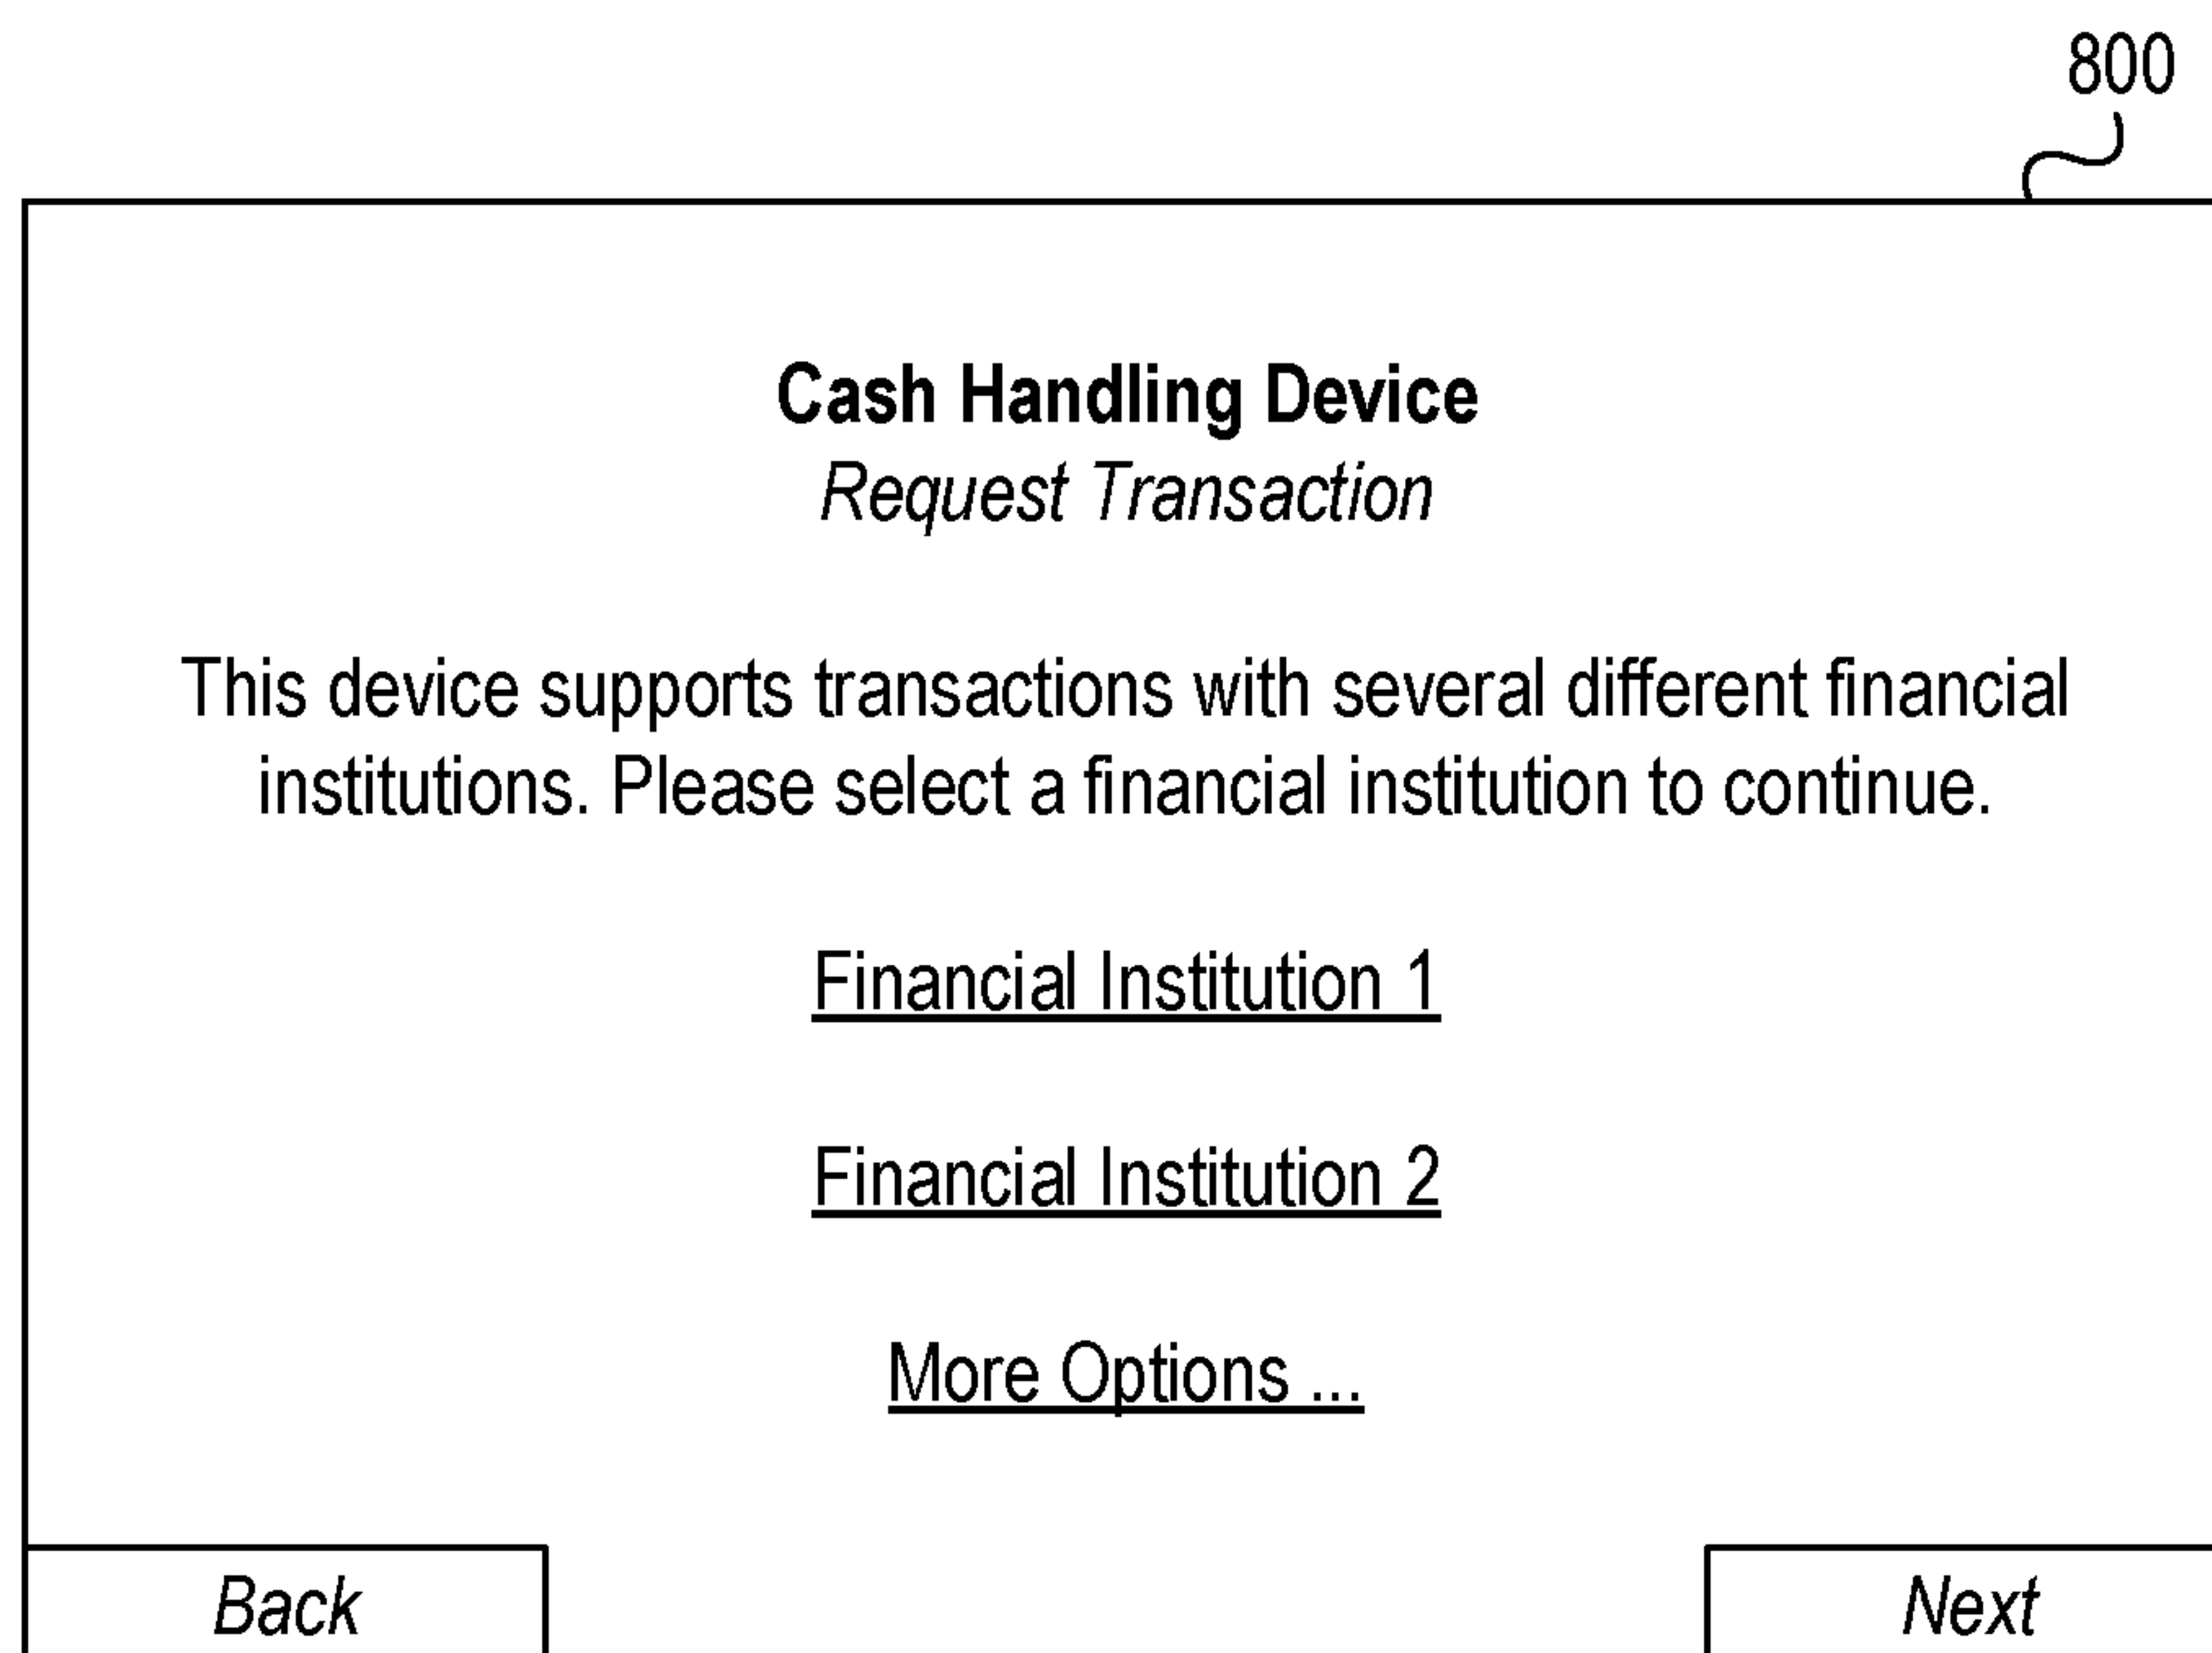 800
Cash Handling Device
Request Transaction
This device supports transactions with several different financial
institutions. Please select a financial institution to continue.
Financial Institution 1
Financial Institution 2
More Options ...
Back
Next